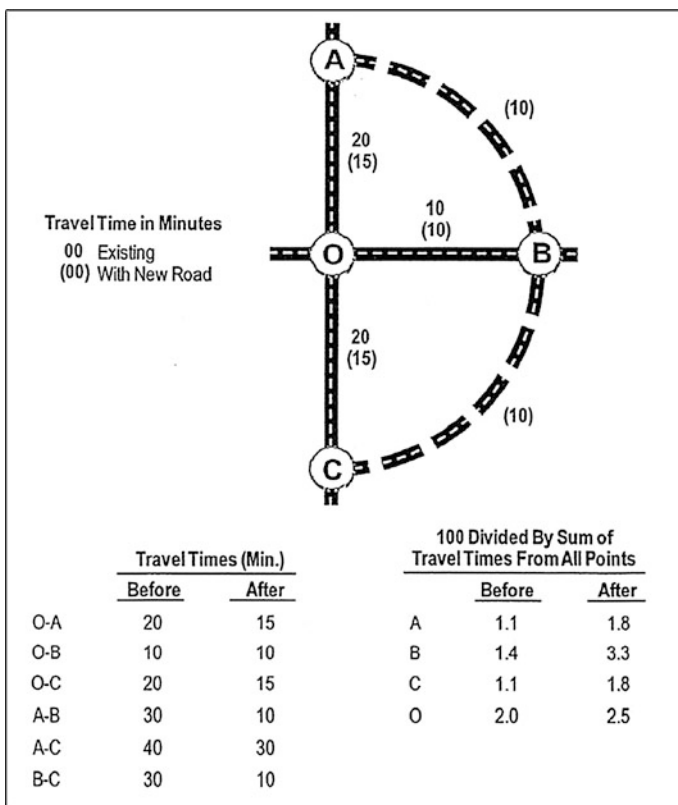 A
(10)
20
(15)
10
(10)
Travel Time in Minutes
00 Existing
(00) With New Road
O
B
20
(15)
(10)
C
Travel Times (Min.)
Before After
O-A 20 15
O-B 10 10
O-C 20 15
A-B 30 10
A-C 40 30
B-C 30 10
100 Divided By Sum of
Travel Times From All Points
Before After
A 1.1 1.8
B 1.4 3.3
C 1.1 1.8
O 2.0 2.5